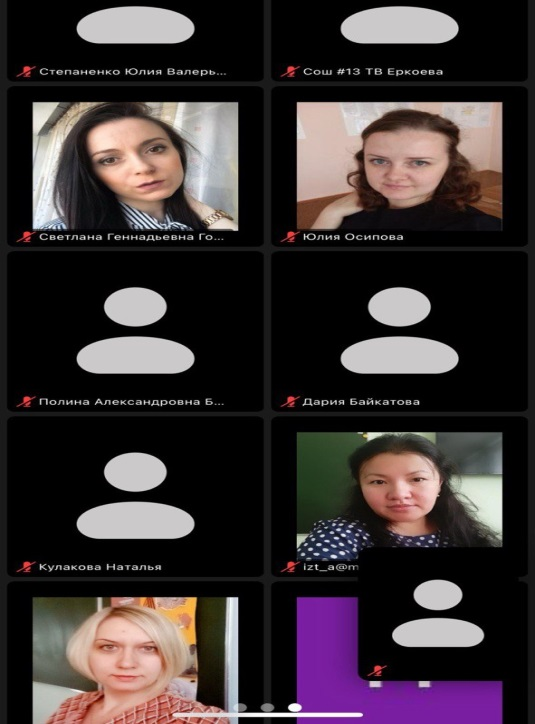 Степаненко Юлия Валерь...
Сош #13 ТВ Еркоева
Светлана Геннадьевна Го...
Юлия Осипова
Полина Александровна Б...
Дария Байкатова
Кулакова Наталья
izt_a@m